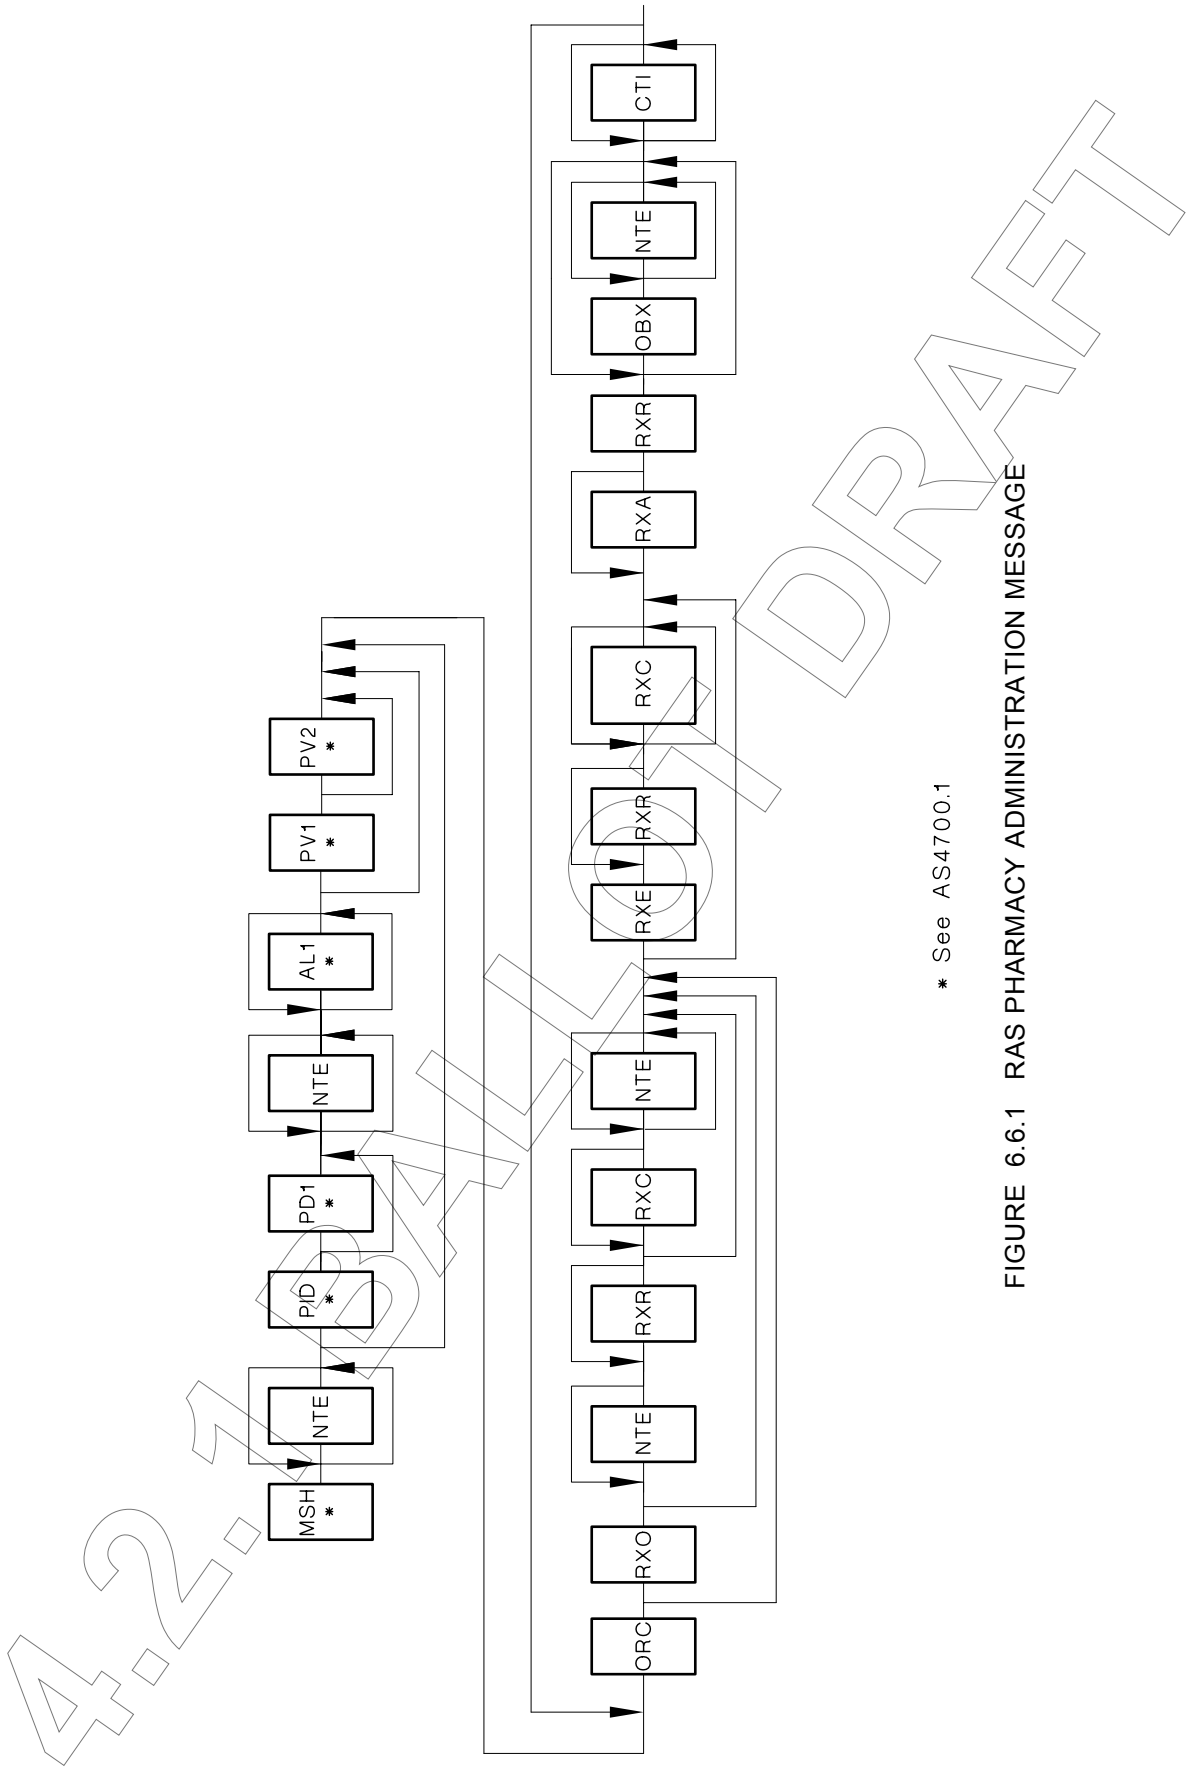 MSH
*
NTE
PID
*
PD1
*
NTE
AL1
*
PV1
*
PV2
*
ORC
RXO
NTE
RXR
RXC
NTE
RXE
RXR
RXC
RXA
RXR
OBX
NTE
CTI
* See AS4700.1
FIGURE 6.6.1 RAS PHARMACY ADMINISTRATION MESSAGE
4.2.1 BALLOT DRAFT